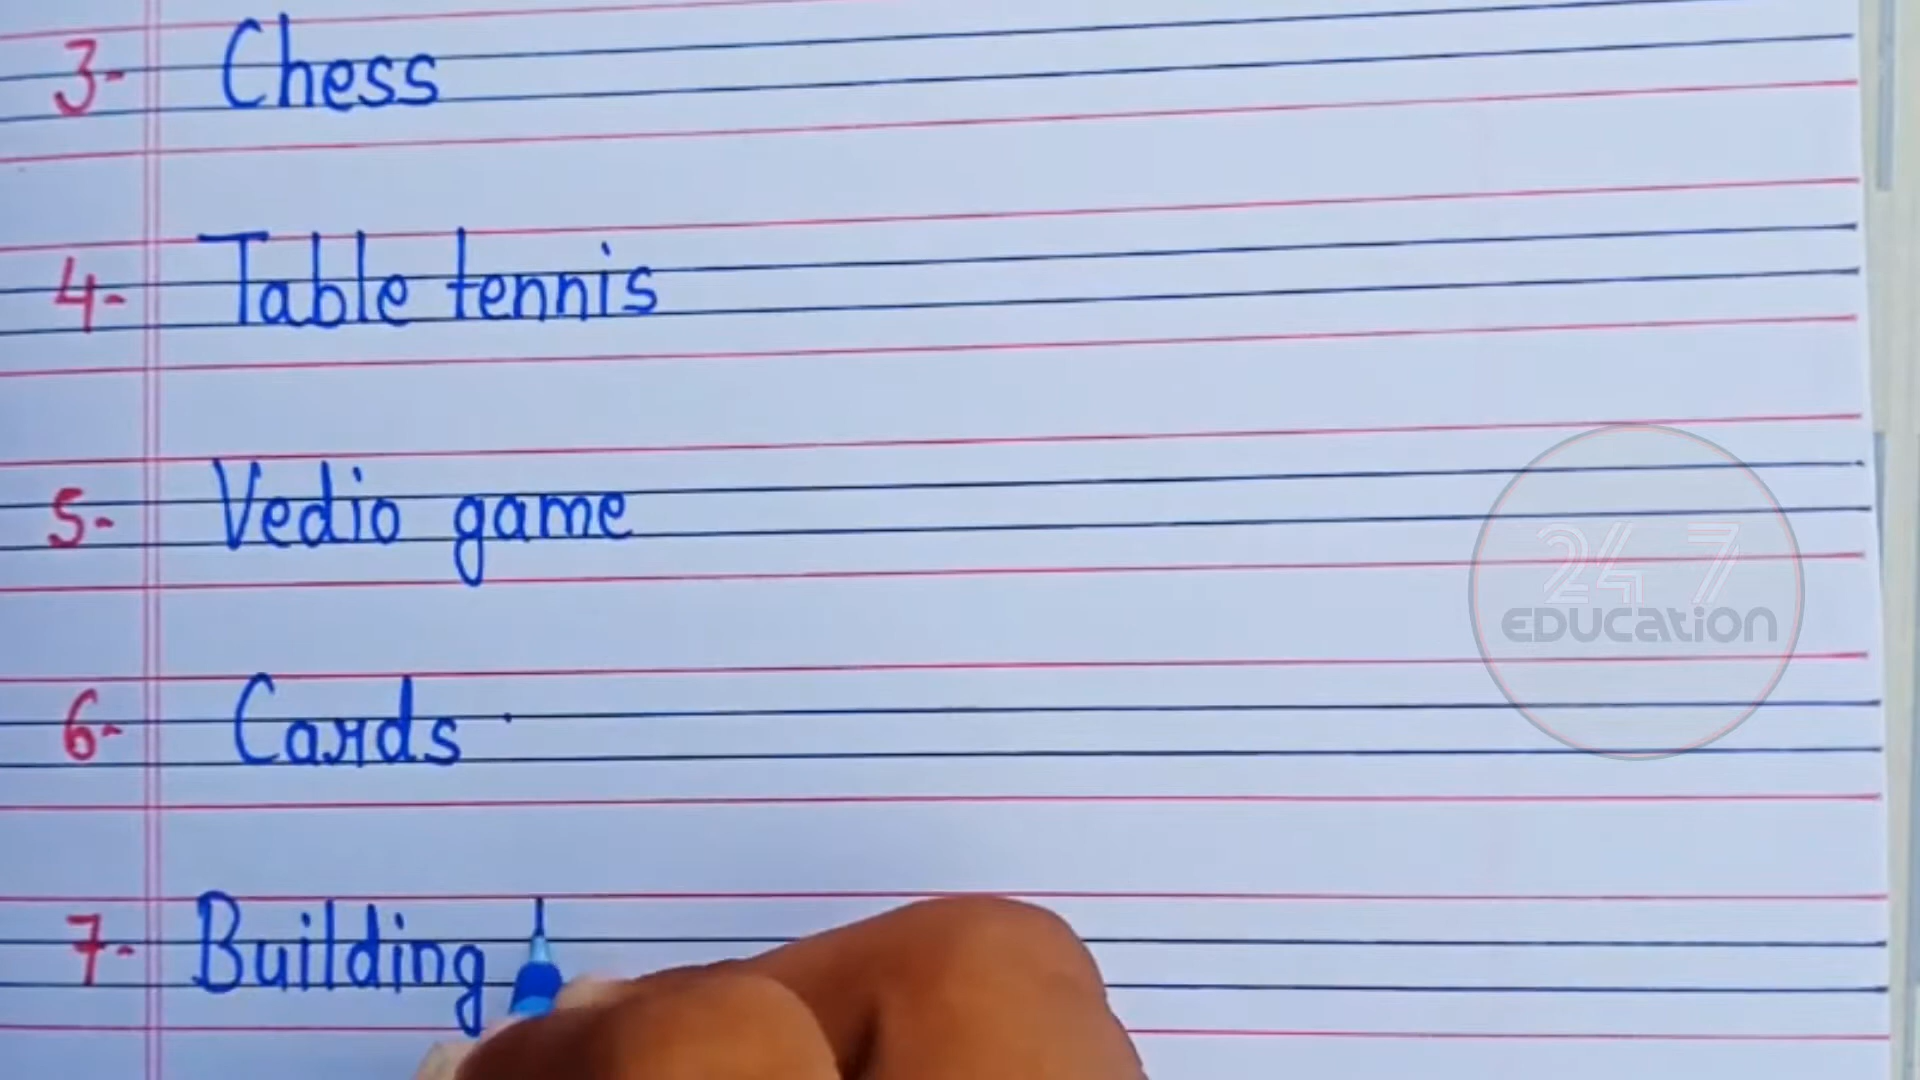 3- Chess
4- Table tennis
5- Vedio game
24 7
EDUCATION
6- Cards
7- Building